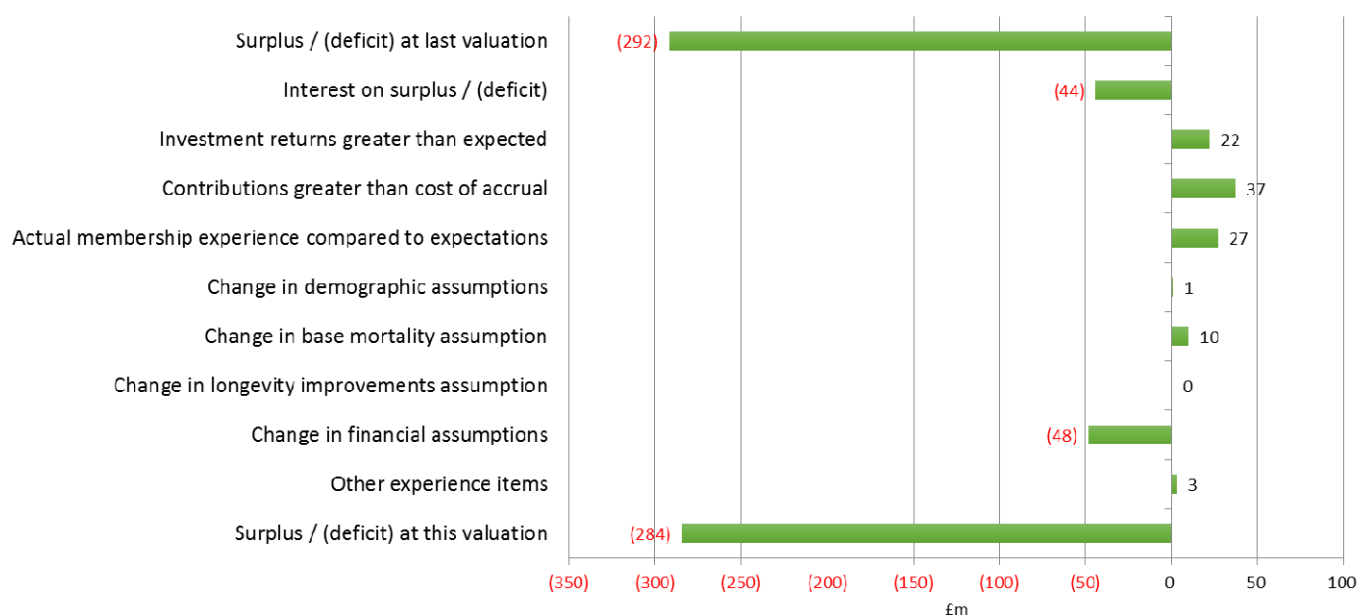 Surplus / (deficit) at last valuation (292)
Interest on surplus / (deficit) (44)
Investment returns greater than expected 22
Contributions greater than cost of accrual 37
Actual membership experience compared to expectations 27
Change in demographic assumptions 1
Change in base mortality assumption 10
Change in longevity improvements assumption 0
Change in financial assumptions (48)
Other experience items 3
Surplus / (deficit) at this valuation (284)
(350) (300) (250) (200) (150) (100) (50) 0 50 100
£m